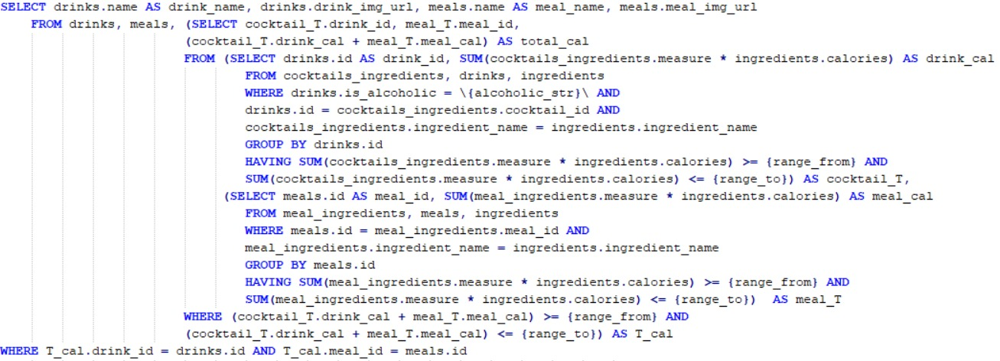 SELECT drinks.name AS drink_name, drinks.drink_img_url, meals.name AS meal_name, meals.meal_img_url
FROM drinks, meals, (SELECT cocktail_T.drink_id, meal_T.meal_id,
(cocktail_T.drink_cal + meal_T.meal_cal) AS total_cal
FROM (SELECT drinks.id AS drink_id, SUM(cocktails_ingredients.measure * ingredients.calories) AS drink_cal
FROM cocktails_ingredients, drinks, ingredients
WHERE drinks.is_alcoholic = \{alcoholic_str}\ AND
drinks.id = cocktails_ingredients.cocktail_id AND
cocktails_ingredients.ingredient_name = ingredients.ingredient_name
GROUP BY drinks.id
HAVING SUM(cocktails_ingredients.measure * ingredients.calories) >= {range_from} AND
SUM(cocktails_ingredients.measure * ingredients.calories) <= {range_to}) AS cocktail_T,
(SELECT meals.id AS meal_id, SUM(meal_ingredients.measure * ingredients.calories) AS meal_cal
FROM meal_ingredients, meals, ingredients
WHERE meals.id = meal_ingredients.meal_id AND
meal_ingredients.ingredient_name = ingredients.ingredient_name
GROUP BY meals.id
HAVING SUM(meal_ingredients.measure * ingredients.calories) >= {range_from} AND
SUM(meal_ingredients.measure * ingredients.calories) <= {range_to})  AS meal_T
WHERE (cocktail_T.drink_cal + meal_T.meal_cal) >= {range_from} AND
(cocktail_T.drink_cal + meal_T.meal_cal) <= {range_to}) AS T_cal
WHERE T_cal.drink_id = drinks.id AND T_cal.meal_id = meals.id